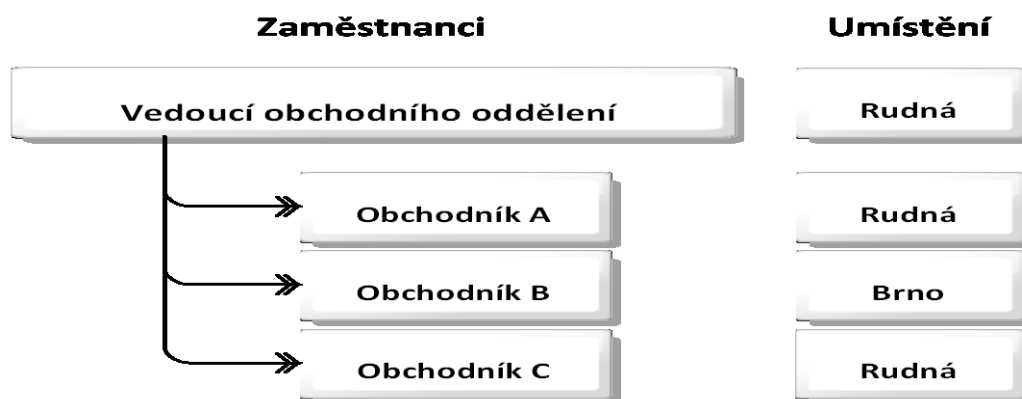 Zaměstnanci Umístění
Vedoucí obchodního oddělení Rudná
Obchodník A Rudná
Obchodník B Brno
Obchodník C Rudná